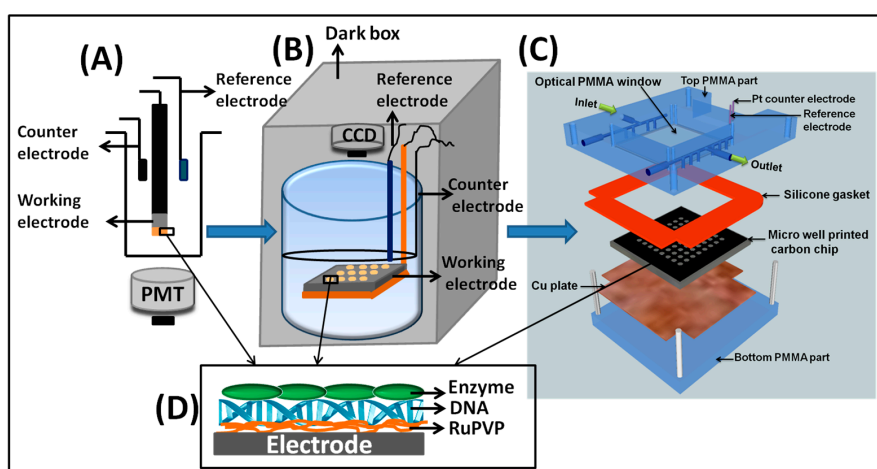 (A)
Reference
electrode
Counter
electrode
Working
electrode
PMT
(B)
Dark box
Reference
electrode
CCD
Counter
electrode
Working
electrode
(C)
Optical PMMA
window
Top PMMA
part
Pt counter electrode
Reference
electrode
Inlet
Outlet
Silicone gasket
Micro well printed
carbon chip
Cu plate
Bottom PMMA part
(D)
Enzyme
DNA
RuPVP
Electrode